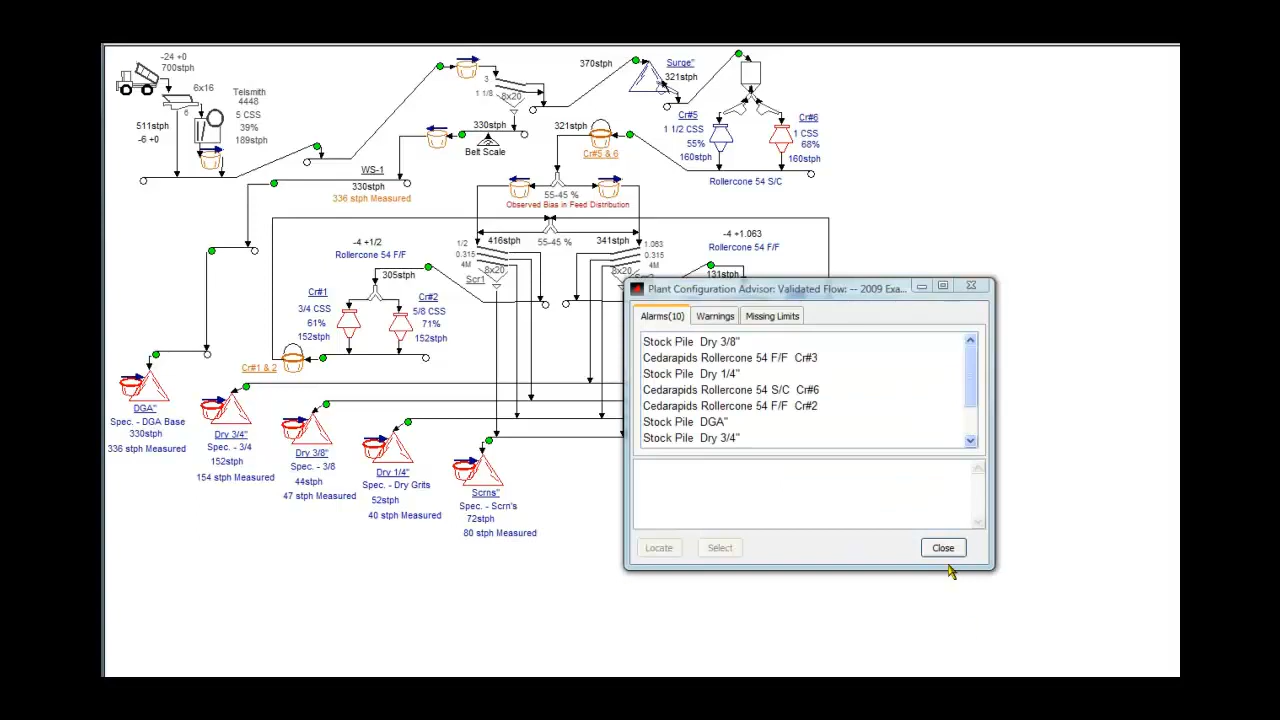 -24 +0
700stph
6x16
6
Telsmith
4448
5 CSS
39%
189stph
511stph
-6 +0
3
1 1/8
8x20
330stph
Belt Scale
370stph
Surge"
321stph
Cr#5
1 1/2 CSS
55%
160stph
Cr#6
1 CSS
68%
160stph
Rollercone 54 S/C
321stph
Cr#5 & 6
WS-1
330stph
336 stph Measured
55-45 %
Observed Bias in Feed Distribution
416stph
55-45 %
341stph
-4 +1/2
Rollercone 54 F/F
305stph
1/2
0.315
4M
8x20
Scr1
1.063
0.315
4M
8x20
-4 +1.063
Rollercone 54 F/F
131stph
Cr#1
3/4 CSS
61%
152stph
Cr#2
5/8 CSS
71%
152stph
Cr#1 & 2
DGA"
Spec. - DGA Base
330stph
336 stph Measured
Dry 3/4"
Spec. - 3/4
152stph
154 stph Measured
Dry 3/8"
Spec. - 3/8
44stph
47 stph Measured
Dry 1/4"
Spec. - Dry Grits
52stph
40 stph Measured
Scrns"
Spec. - Scrn's
72stph
80 stph Measured
Plant Configuration Advisor: Validated Flow: -- 2009 Exa...
Alarms(10) Warnings Missing Limits
Stock Pile Dry 3/8"
Cedarapids Rollercone 54 F/F Cr#3
Stock Pile Dry 1/4"
Cedarapids Rollercone 54 S/C Cr#6
Cedarapids Rollercone 54 F/F Cr#2
Stock Pile DGA"
Stock Pile Dry 3/4"
Locate Select Close